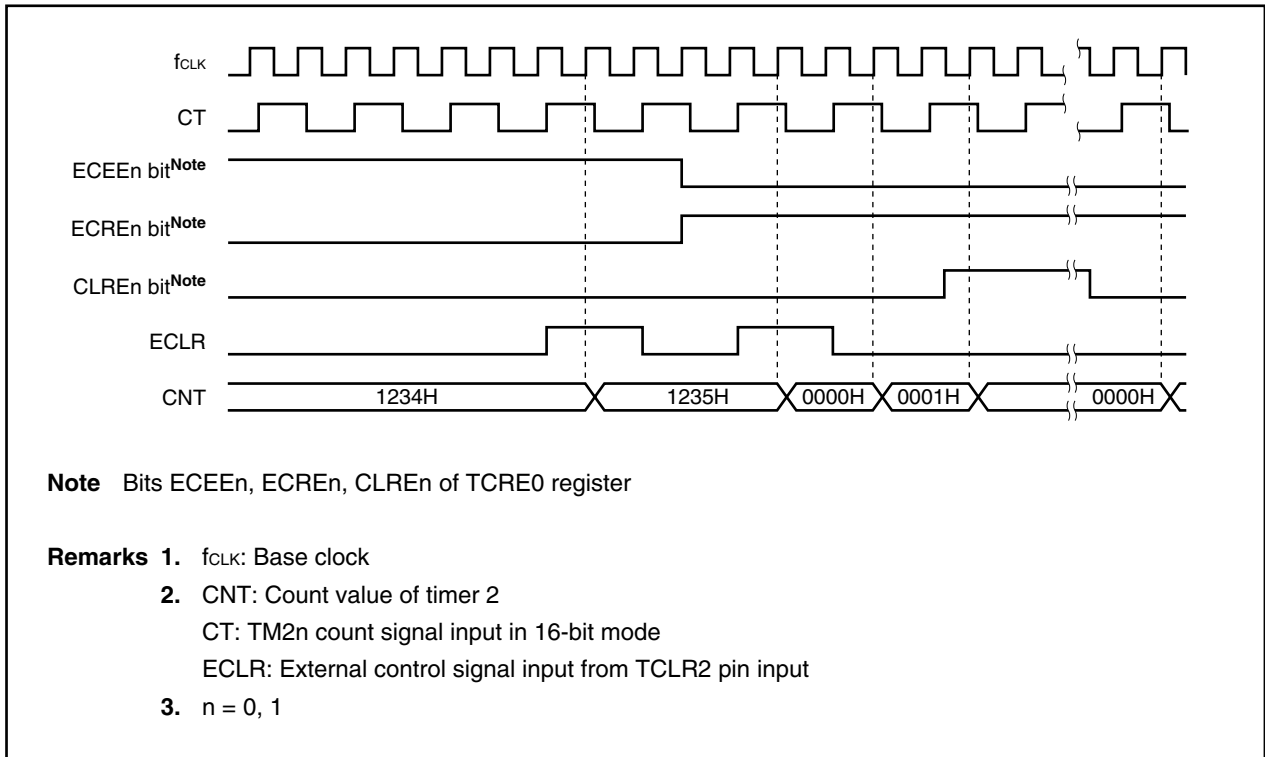 fCLK
CT
ECEEn bitNote
ECREn bitNote
CLREn bitNote
ECLR
CNT 1234H 1235H 0000H 0001H 0000H
Note Bits ECEEn, ECREn, CLREn of TCRE0 register
Remarks 1. fCLK: Base clock
2. CNT: Count value of timer 2
CT: TM2n count signal input in 16-bit mode
ECLR: External control signal input from TCLR2 pin input
3. n = 0, 1